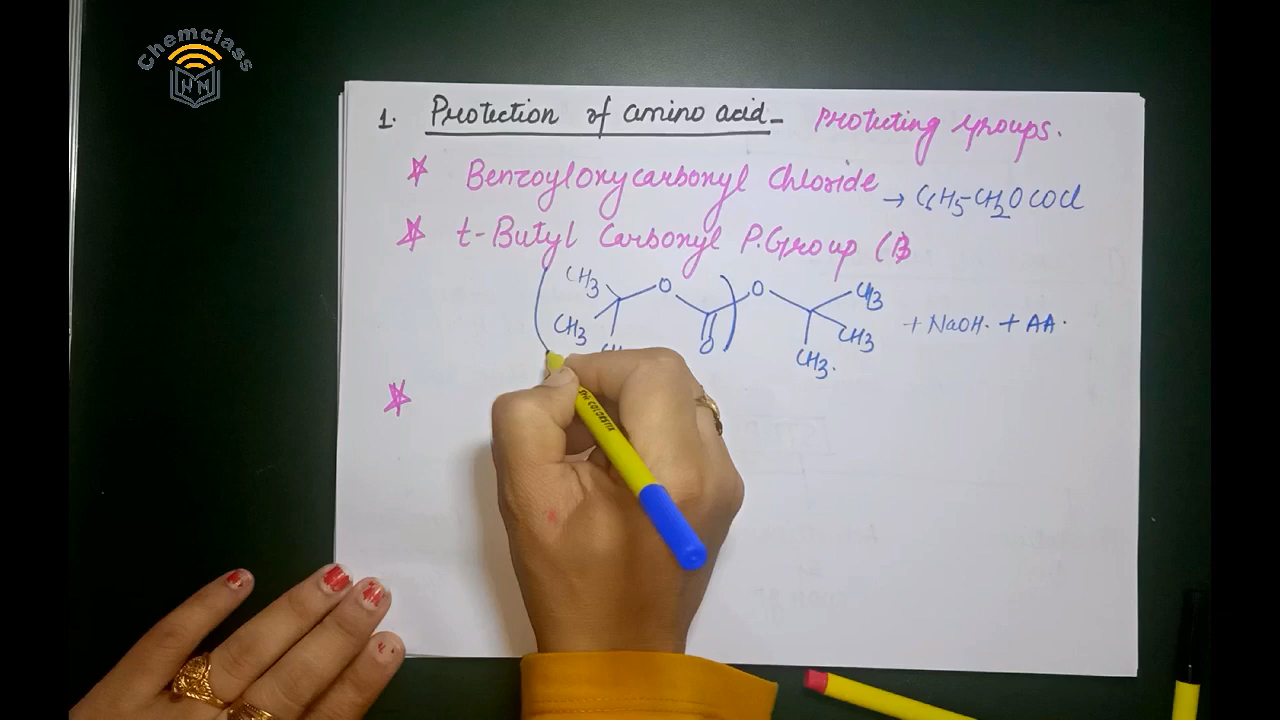 Chemclass
NM
1. Protection of amino acid - Protecting Groups.
Benzoyloxycarbonyl Chloride → C6H5-CH2OCOCl
t-Butyl Carbonyl P.Group (B
CH3 O O CH3
CH3 O CH3 + NaOH. + AA.
CH3.